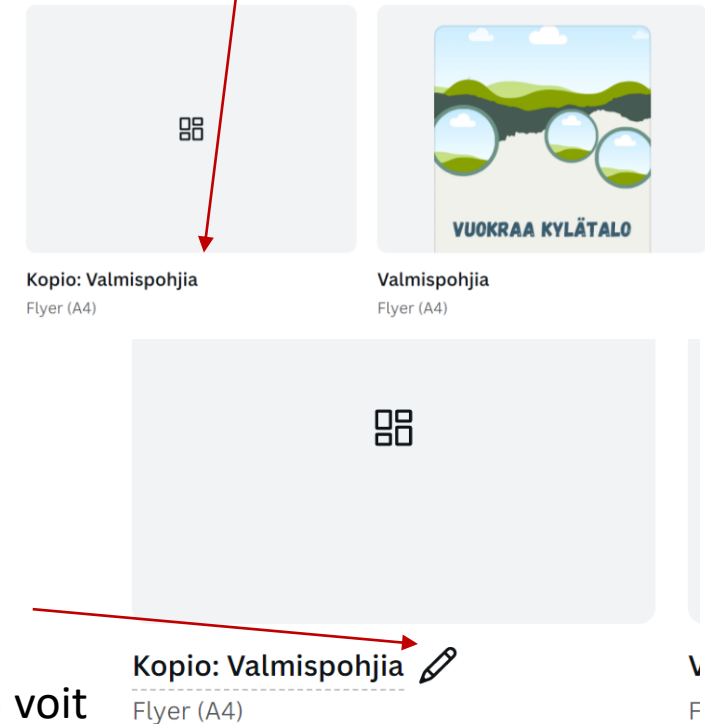 VUOKRAA KYLÄTALO
Kopio: Valmispohjia
Valmispohjia
Flyer (A4)
Flyer (A4)
Kopio: Valmispohjia
V
voit
Flyer (A4)
F